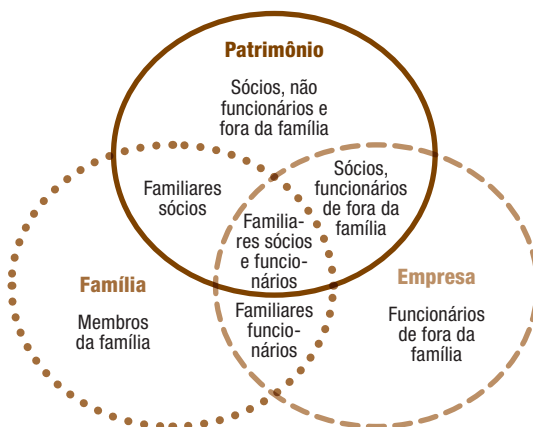 Patrimônio
Sócios, não
funcionários e
fora da família
Familiares
sócios
Sócios,
funcionários
de fora da
família
Familia-
res sócios
e funcio-
nários
Família
Membros
da família
Familiares
funcio-
nários
Empresa
Funcionários
de fora da
família